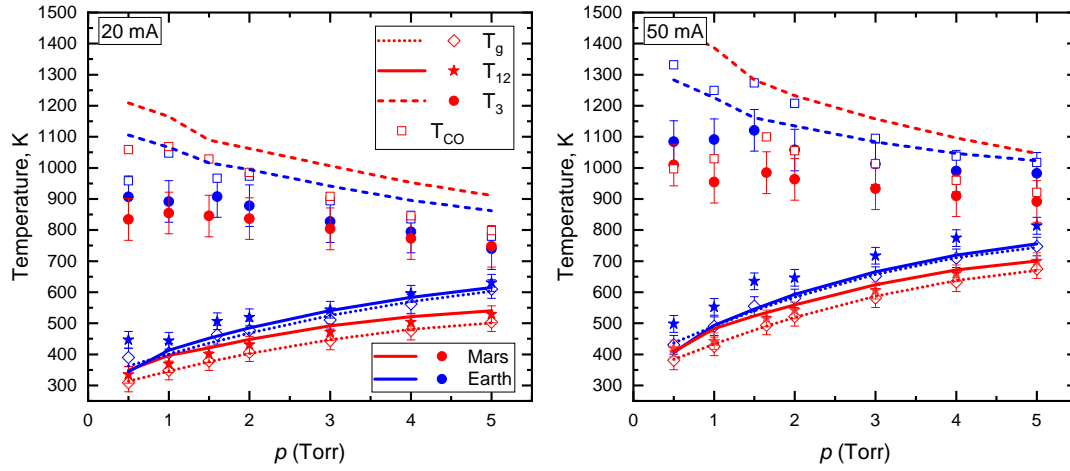 20 mA
T_g
T_12
T_3
T_CO
Mars
Earth
Temperature, K
1500
1400
1300
1200
1100
1000
900
800
700
600
500
400
300
0 1 2 3 4 5
p (Torr)
50 mA
Temperature, K
1500
1400
1300
1200
1100
1000
900
800
700
600
500
400
300
0 1 2 3 4 5
p (Torr)